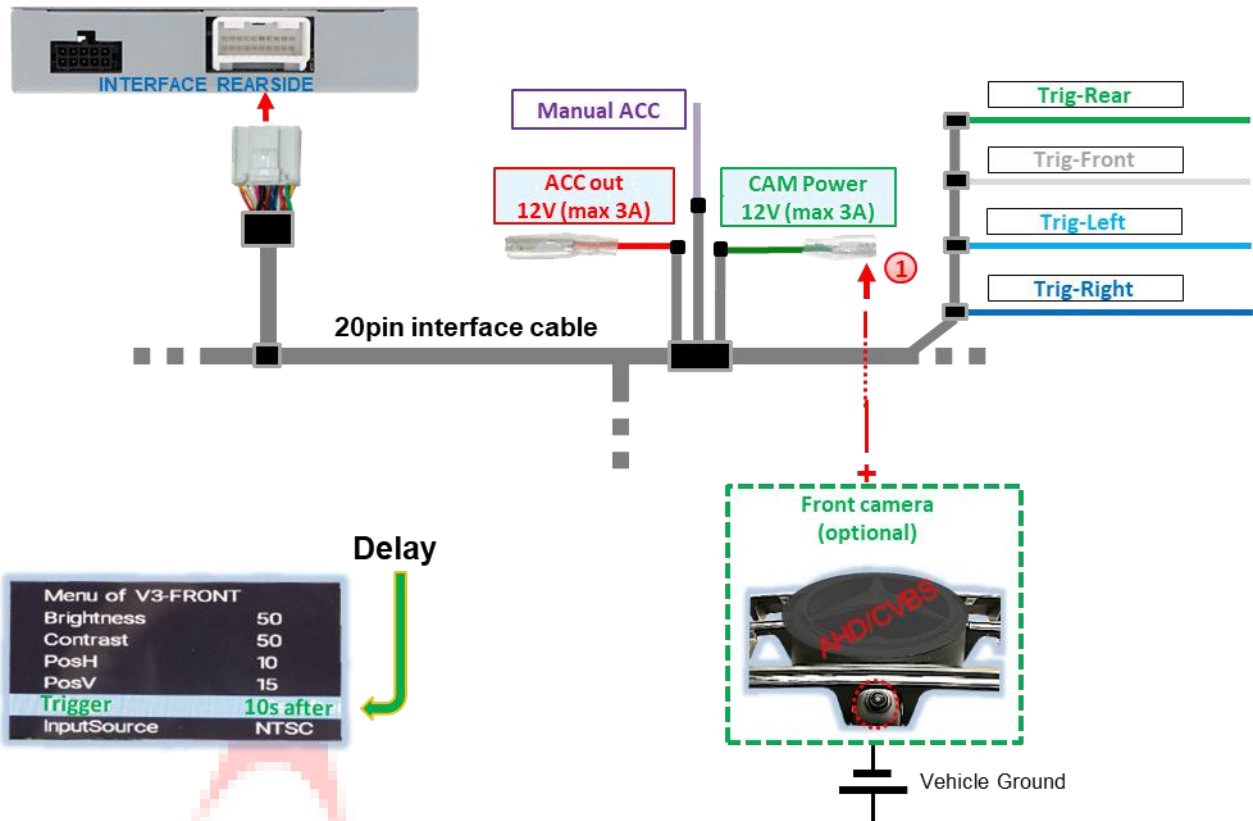 INTERFACE REARSIDE
Manual ACC
ACC out
12V (max 3A)
CAM Power
12V (max 3A)
Trig-Rear
Trig-Front
Trig-Left
Trig-Right
1
20pin interface cable
+
Front camera
(optional)
AHD/CVBS
Delay
Menu of V3-FRONT
Brightness 50
Contrast 50
PosH 10
PosV 15
Trigger 10s after
InputSource NTSC
Vehicle Ground